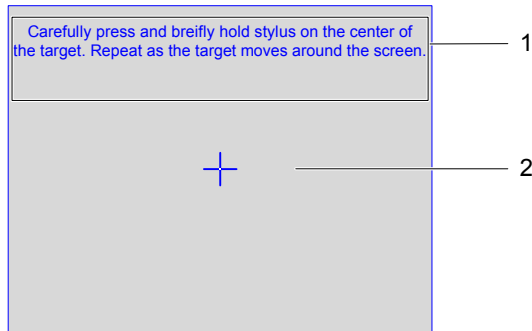 Carefully press and breifly hold stylus on the center of
the target. Repeat as the target moves around the screen.
1
2